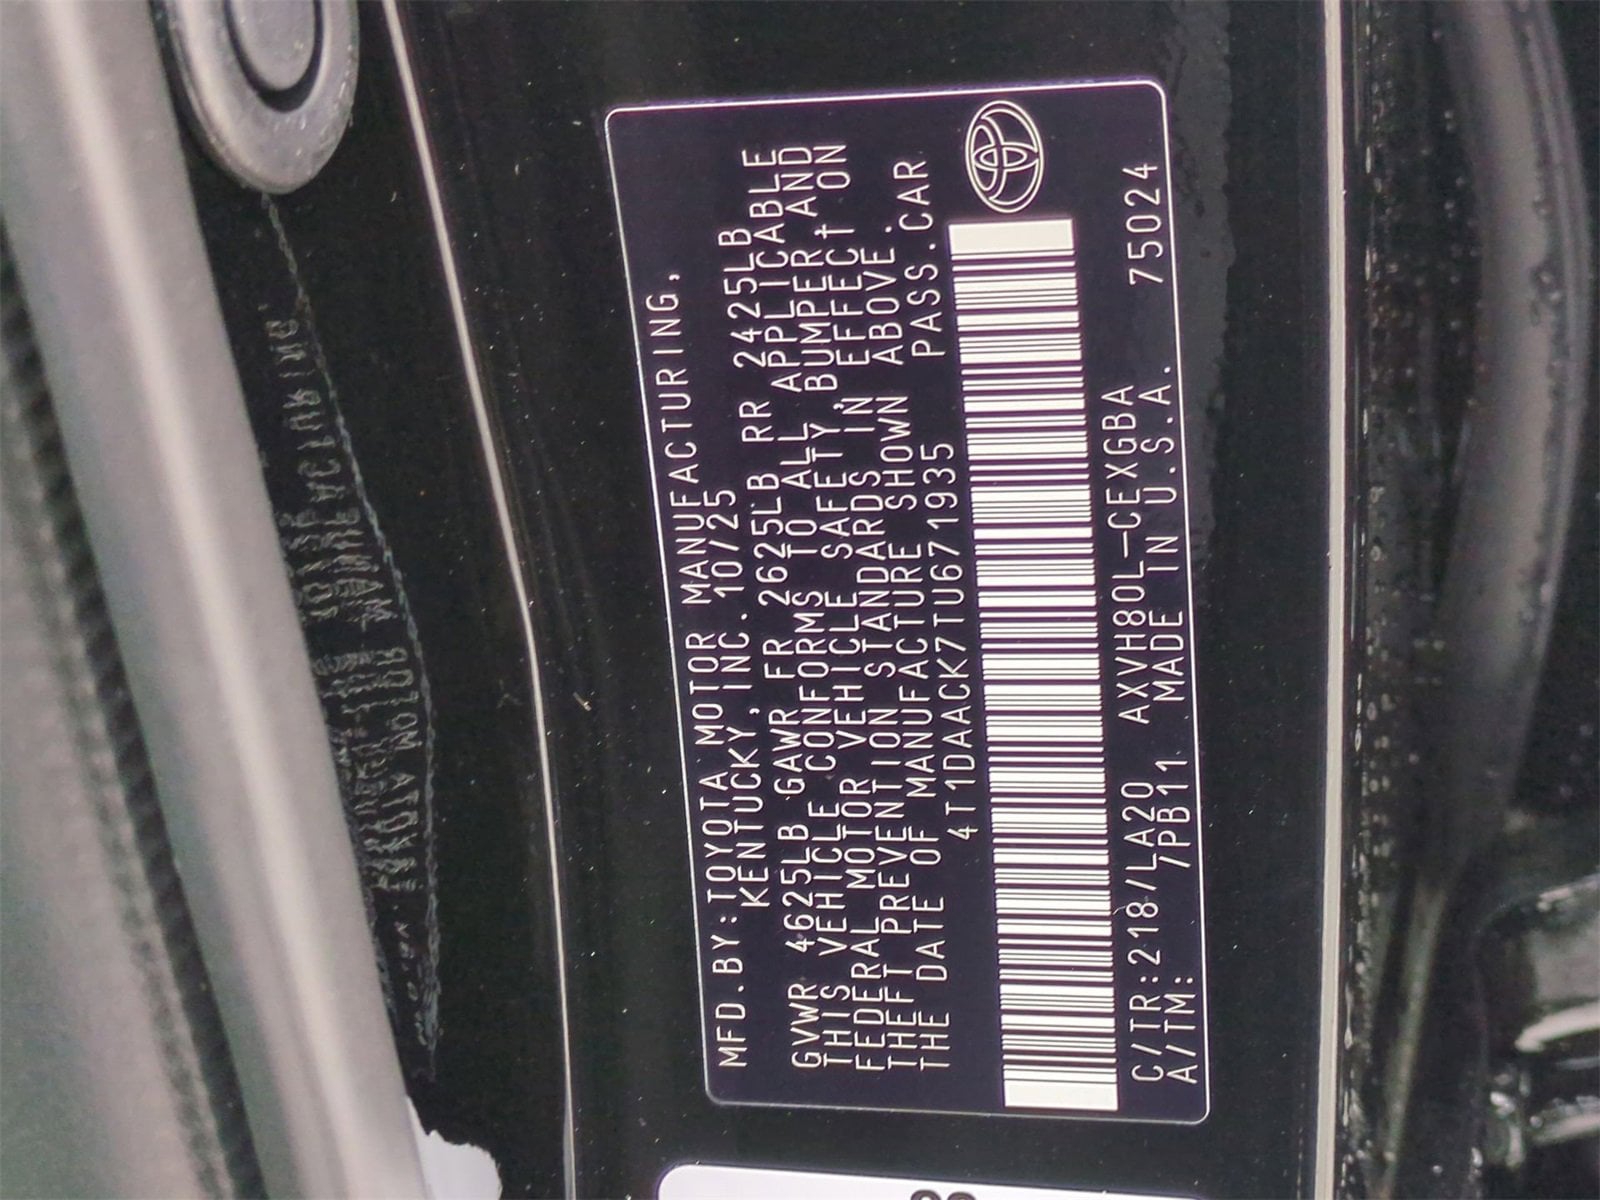 MFD.BY:TOYOTA MOTOR MANUFACTURING,
KENTUCKY,INC. 10/25
GVWR 4625LB GAWR FR 2625LB RR 2425LB
THIS VEHICLE CONFORMS TO ALL APPLICABLE
FEDERAL MOTOR VEHICLE SAFETY, BUMPER, AND
THEFT PREVENTION STANDARDS IN EFFECT ON
THE DATE OF MANUFACTURE SHOWN ABOVE.
4T1DAACK7TU671935 PASS.CAR
C/TR:218/LA20 AXVH80L-CEXGBA 75024
A/TM: /PB11 MADE IN U.S.A.